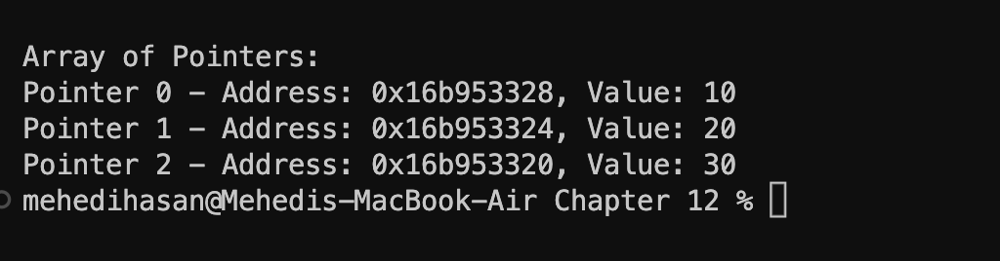 Array of Pointers:
Pointer 0 – Address: 0x16b953328, Value: 10
Pointer 1 – Address: 0x16b953324, Value: 20
Pointer 2 – Address: 0x16b953320, Value: 30
mehedihasan@Mehedis-MacBook-Air Chapter 12 %